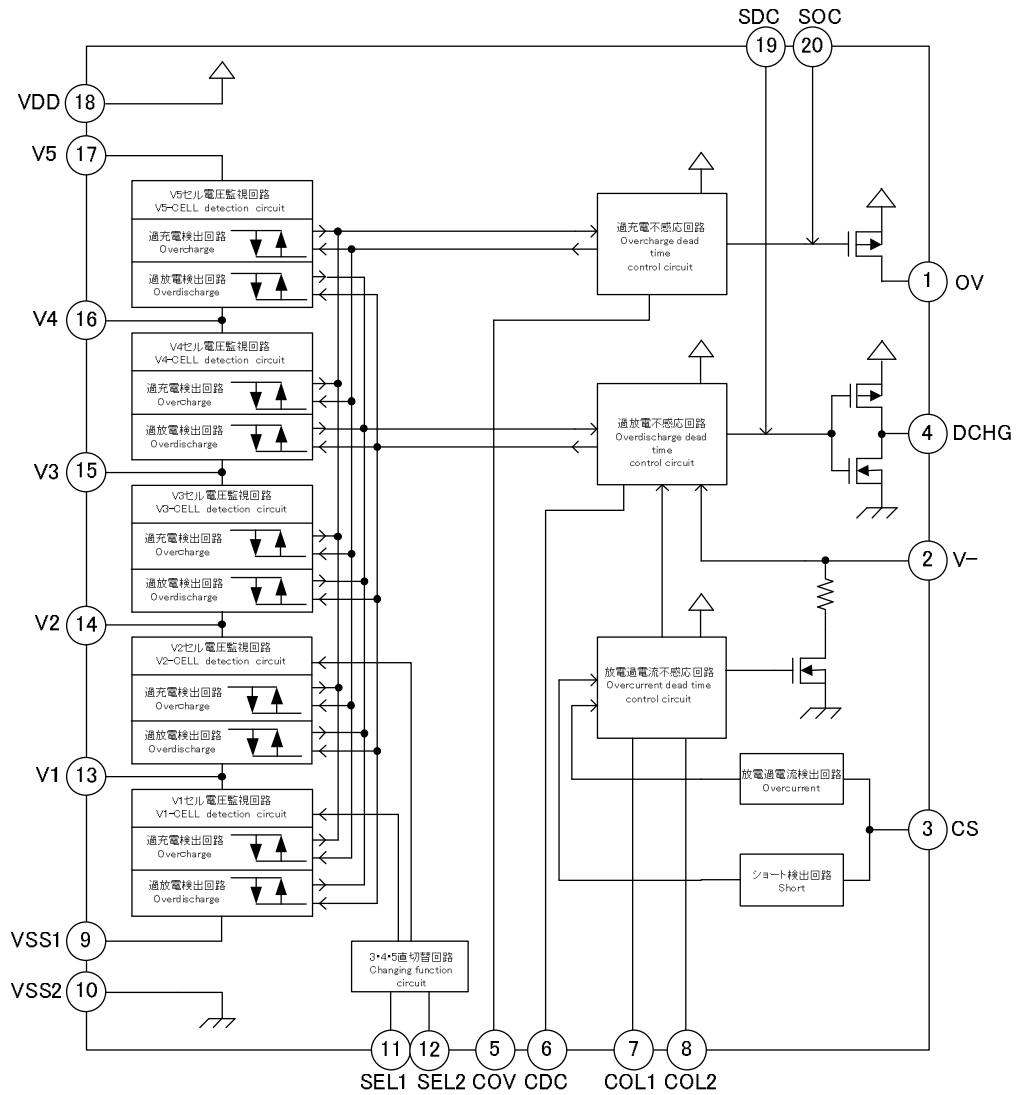 SDC
SOC
19
20
VDD
18
V5
17
V5セル電圧監視回路
V5-CELL detection circuit
過充電検出回路
Overcharge
過放電検出回路
Overdischarge
過充電不感応回路
Overcharge dead
time
control circuit
1
OV
V4
16
V4セル電圧監視回路
V4-CELL detection circuit
過充電検出回路
Overcharge
過放電検出回路
Overdischarge
過放電不感応回路
Overdischarge dead
time
control circuit
4
DCHG
V3
15
V3セル電圧監視回路
V3-CELL detection circuit
過充電検出回路
Overcharge
過放電検出回路
Overdischarge
2
V-
V2
14
V2セル電圧監視回路
V2-CELL detection circuit
過充電検出回路
Overcharge
過放電検出回路
Overdischarge
放電過電流不感応回路
Overcurrent dead time
control circuit
V1
13
V1セル電圧監視回路
V1-CELL detection circuit
過充電検出回路
Overcharge
過放電検出回路
Overdischarge
放電過電流検出回路
Overcurrent
3
CS
ショート検出回路
Short
VSS1
9
3・4・5直切替回路
Changing function
circuit
VSS2
10
11
12
5
6
7
8
SEL1
SEL2
COV
CDC
COL1
COL2